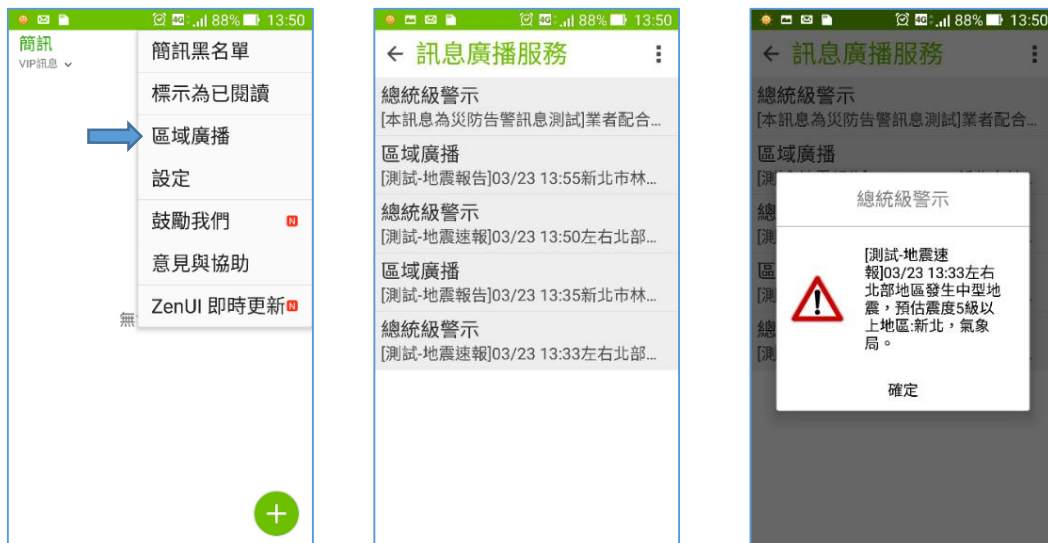 88% 13:50
簡訊
VIP訊息
簡訊黑名單
標示為已閱讀
區域廣播
設定
鼓勵我們 N
意見與協助
ZenUI 即時更新 N
無
88% 13:50
訊息廣播服務
總統級警示
[本訊息為災防告警訊息測試]業者配合...
區域廣播
[測試-地震報告]03/23 13:55新北市林...
總統級警示
[測試-地震速報]03/23 13:50左右北部...
區域廣播
[測試-地震報告]03/23 13:35新北市林...
總統級警示
[測試-地震速報]03/23 13:33左右北部...
88% 13:50
訊息廣播服務
總統級警示
[本訊息為災防告警訊息測試]業者配合...
區域廣播
總統級警示
[測試-地震速
報]03/23 13:33左右
北部地區發生中型地
震，預估震度5級以
上地區:新北，氣象
局。
確定